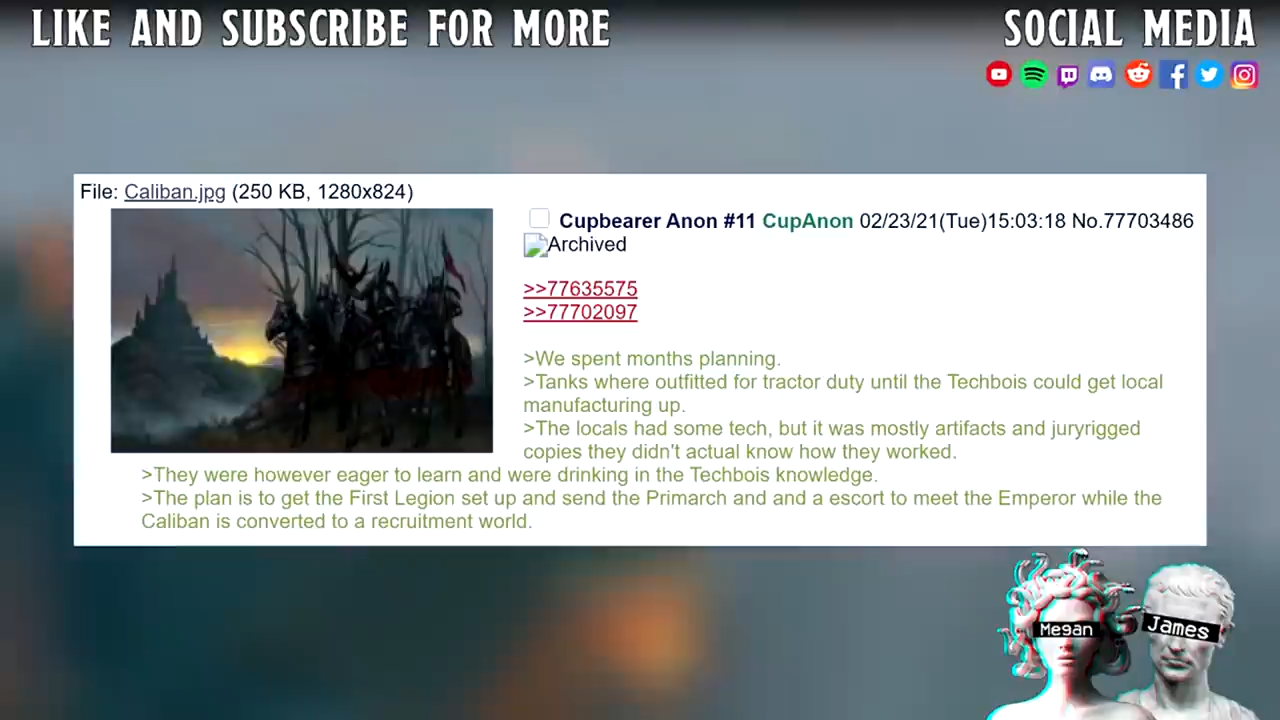 LIKE AND SUBSCRIBE FOR MORE
SOCIAL MEDIA
File: Caliban.jpg (250 KB, 1280x824)
Cupbearer Anon #11 CupAnon 02/23/21(Tue)15:03:18 No.77703486
Archived
>>77635575
>>77702097
>We spent months planning.
>Tanks where outfitted for tractor duty until the Techbois could get local
manufacturing up.
>The locals had some tech, but it was mostly artifacts and juryrigged
copies they didn't actual know how they worked.
>They were however eager to learn and were drinking in the Techbois knowledge.
>The plan is to get the First Legion set up and send the Primarch and and a escort to meet the Emperor while the
Caliban is converted to a recruitment world.
Megan
James